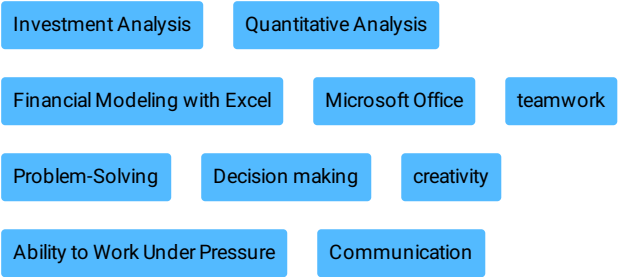 Investment Analysis Quantitative Analysis
Financial Modeling with Excel Microsoft Office teamwork
Problem-Solving Decision making creativity
Ability to Work Under Pressure Communication